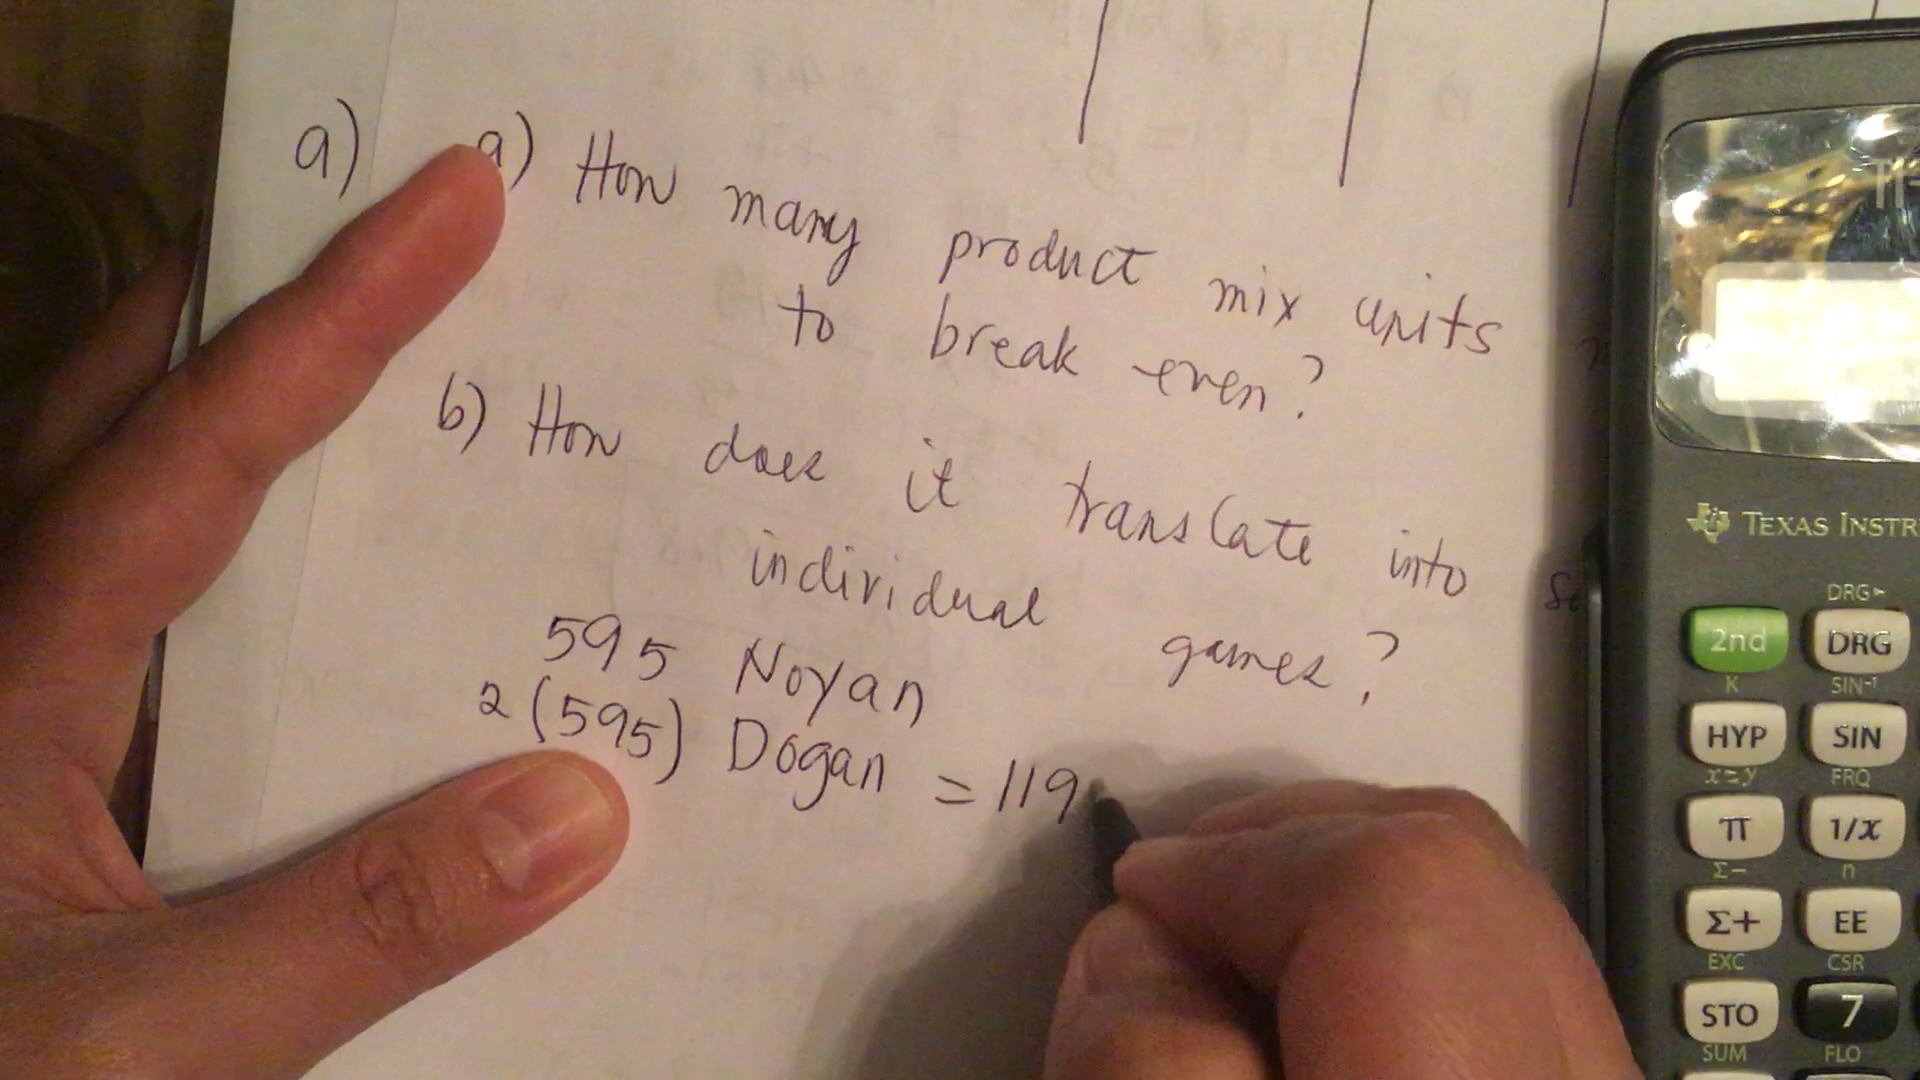 a) a) How many product mix units
to break even?
b) How does it translate into
individual games?
595 Noyan
2 (595) Dogan = 119
TEXAS INSTR
DRG►
2nd DRG
K SIN-¹
HYP SIN
x⇄y FRQ
π 1/x
Σ− n
Σ+ EE
EXC CSR
STO 7
SUM FLO